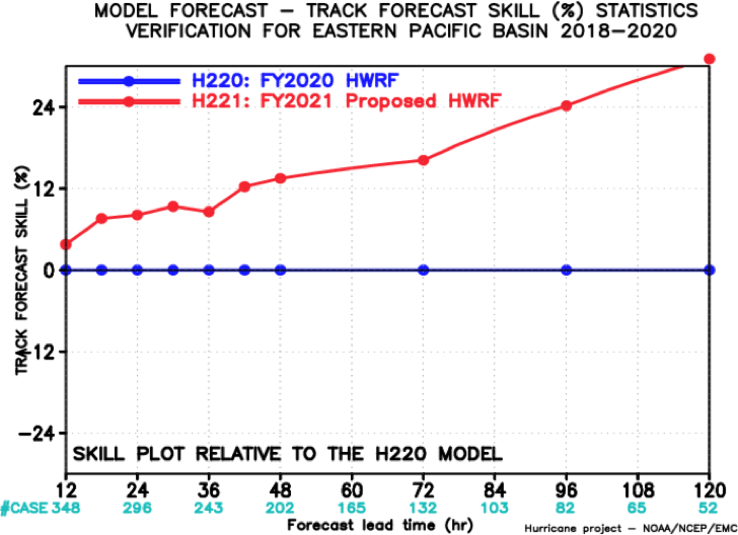 MODEL FORECAST – TRACK FORECAST SKILL (%) STATISTICS
VERIFICATION FOR EASTERN PACIFIC BASIN 2018–2020
H220: FY2020 HWRF
H221: FY2021 Proposed HWRF
TRACK FORECAST SKILL (%)
24
12
0
–12
–24
SKILL PLOT RELATIVE TO THE H220 MODEL
12 24 36 48 60 72 84 96 108 120
#CASE 348 296 243 202 165 132 103 82 65 52
Forecast lead time (hr)
Hurricane project – NOAA/NCEP/EMC